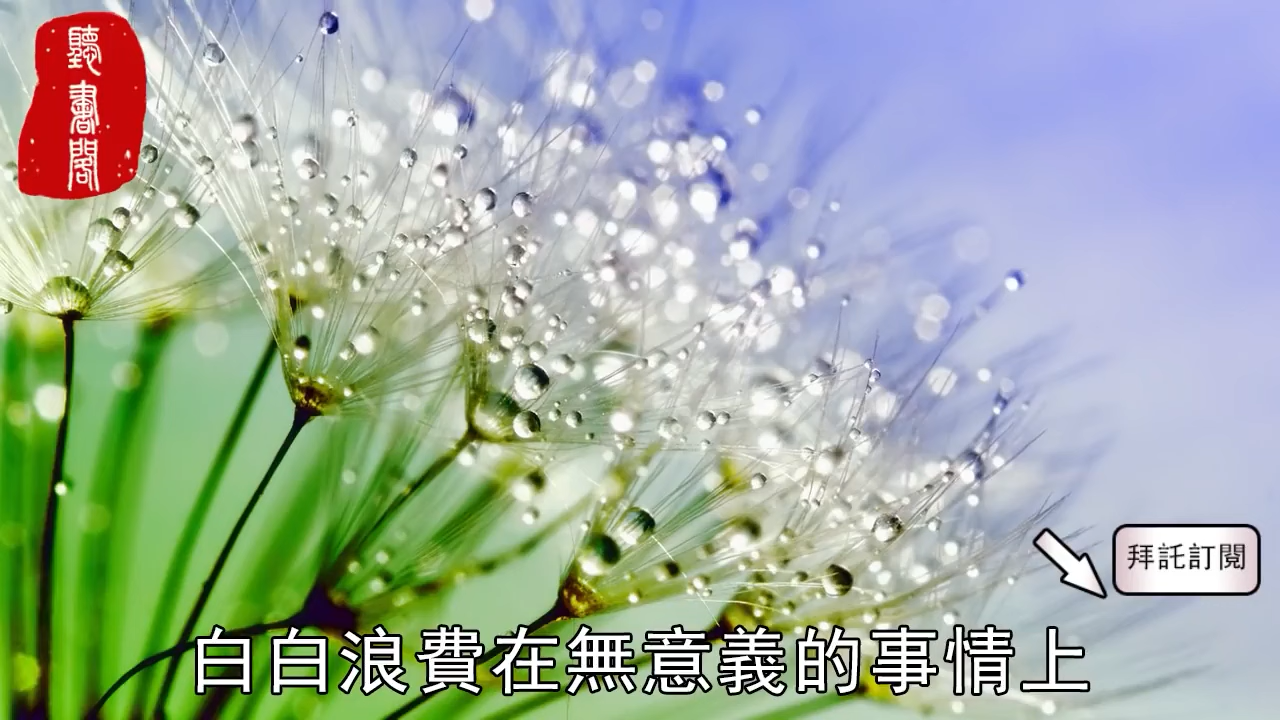 聽書閣
拜託訂閱
白白浪費在無意義的事情上